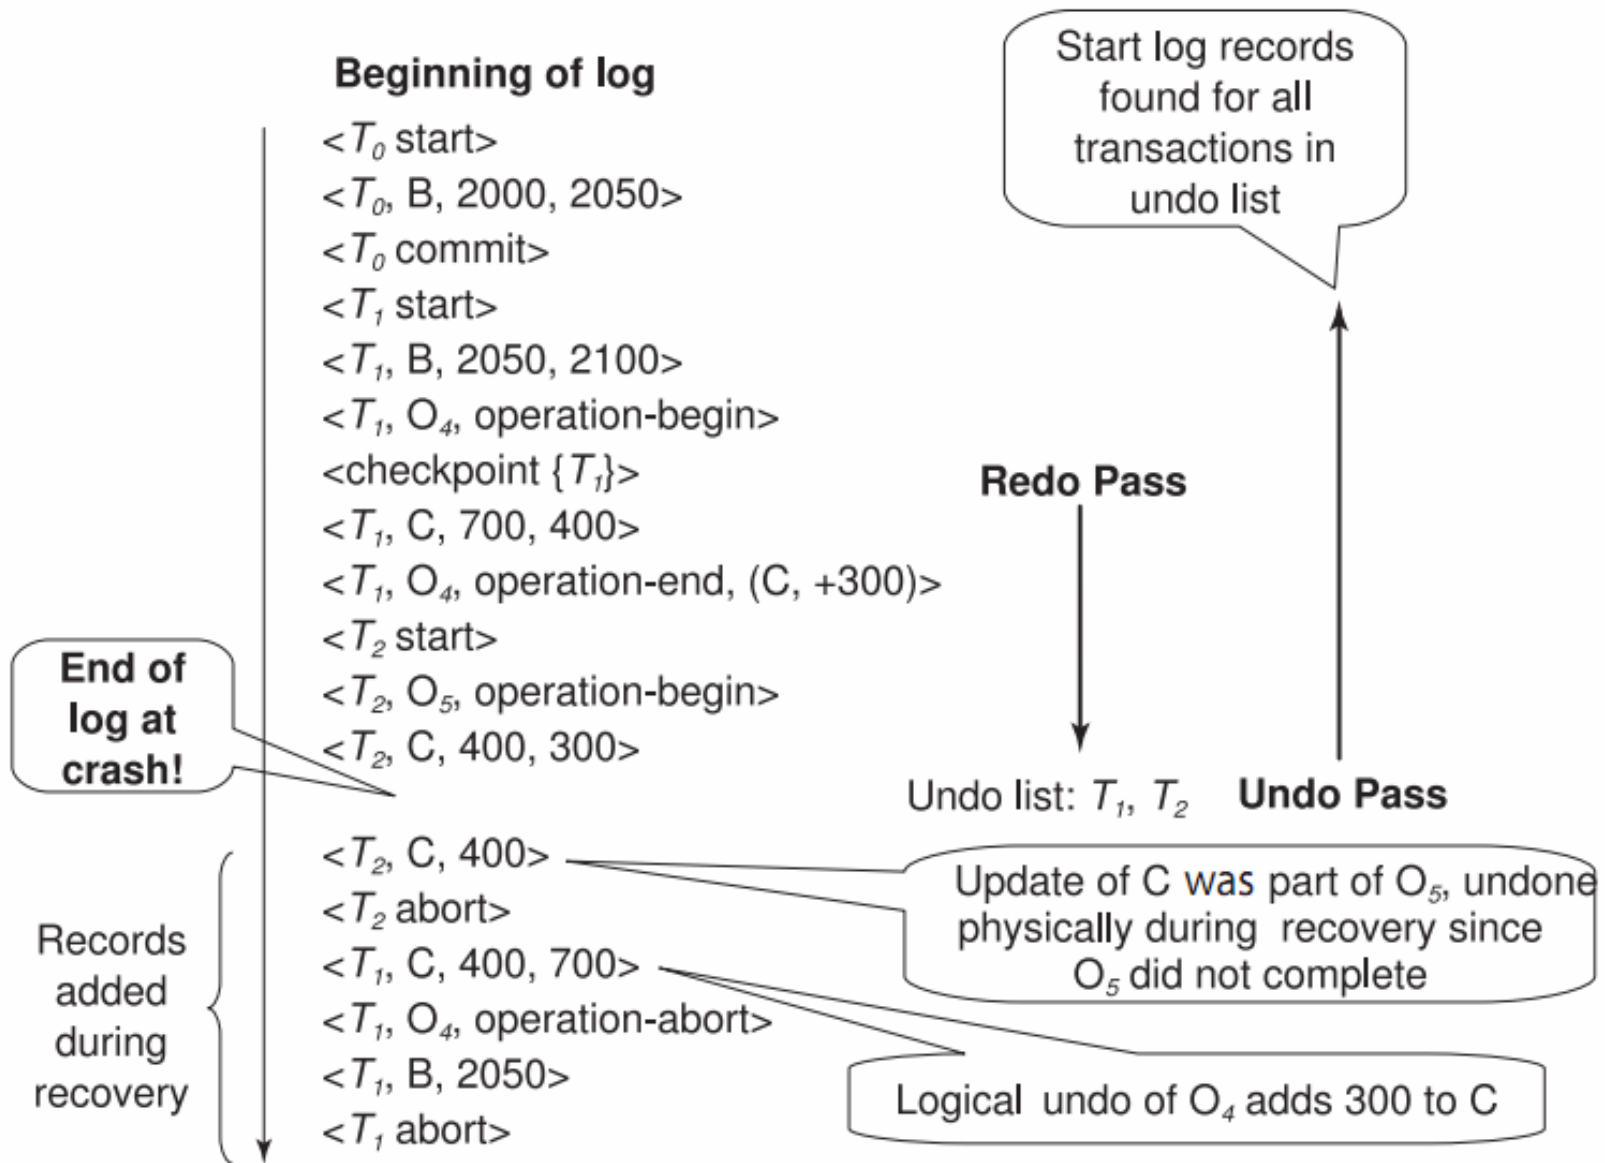 Beginning of log
<T₀ start>
<T₀, B, 2000, 2050>
<T₀ commit>
<T₁ start>
<T₁, B, 2050, 2100>
<T₁, O₄, operation-begin>
<checkpoint {T₁}>
<T₁, C, 700, 400>
<T₁, O₄, operation-end, (C, +300)>
<T₂ start>
<T₂, O₅, operation-begin>
<T₂, C, 400, 300>
End of
log at
crash!
Start log records
found for all
transactions in
undo list
Redo Pass
Undo list: T₁, T₂
Undo Pass
Records
added
during
recovery
<T₂, C, 400>
<T₂ abort>
<T₁, C, 400, 700>
<T₁, O₄, operation-abort>
<T₁, B, 2050>
<T₁ abort>
Update of C was part of O₅, undone
physically during recovery since
O₅ did not complete
Logical undo of O₄ adds 300 to C